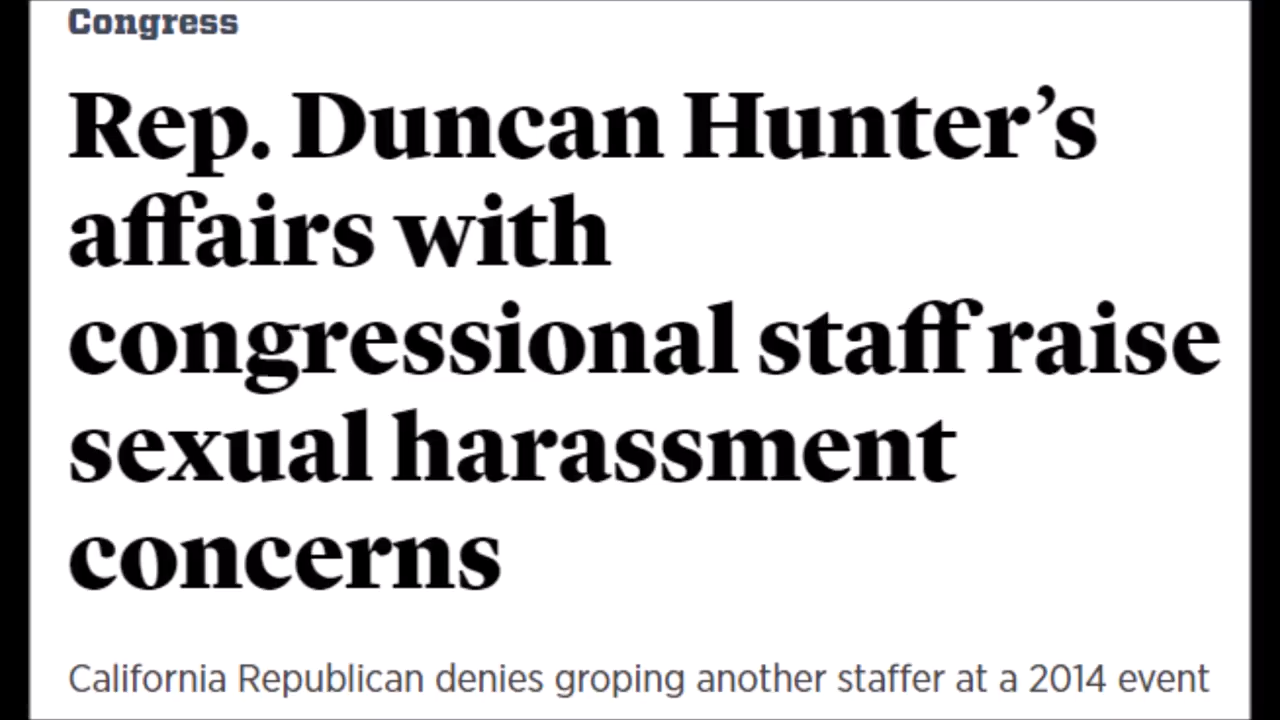 Congress
Rep. Duncan Hunter’s
affairs with
congressional staff raise
sexual harassment
concerns
California Republican denies groping another staffer at a 2014 event